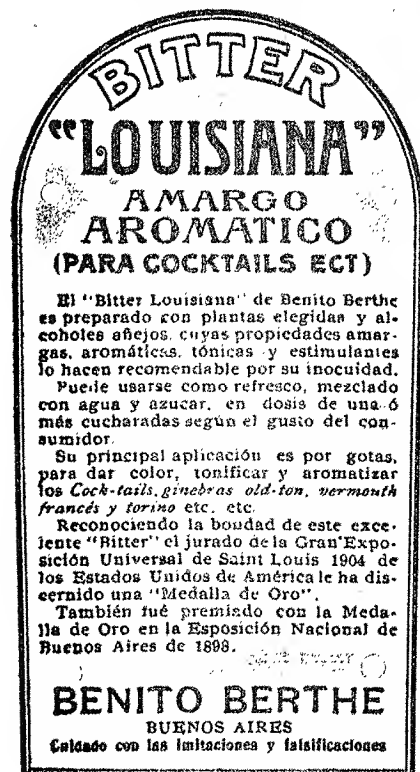 BITTER
"LOUISIANA"
AMARGO
AROMATICO
(PARA COCKTAILS ECT)
El "Bitter Louisiana" de Benito Berthe
es preparado con plantas elegidas y al-
coholes añejos, cuyas propiedades amar-
gas, aromáticas, tónicas y estimulantes
lo hacen recomendable por su inocuidad.
Puede usarse como refresco, mezclado
con agua y azucar, en dosis de una ó
más cucharadas según el gusto del con-
sumidor.
Su principal aplicación es por gotas,
para dar color, tonificar y aromatizar
los Cock-tails, ginebras old-ton, vermouth
francés y torino etc. etc.
Reconociendo la bondad de este exce-
lente "Bitter" el jurado de la Gran Expo-
sición Universal de Saint Louis 1904 de
los Estados Unidos de América le ha dis-
cernido una "Medalla de Oro".
También fué premiado con la Meda-
lla de Oro en la Esposición Nacional de
Buenos Aires de 1898.
BENITO BERTHE
BUENOS AIRES
Cuidado con las imitaciones y falsificaciones